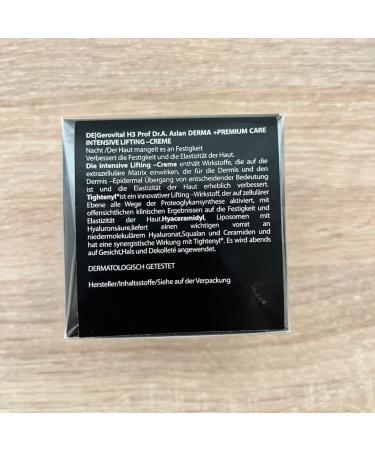 DE|Gerovital H3 Prof Dr.A. Aslan DERMA +PREMIUM CARE
INTENSIVE LIFTING –CREME
Nacht /Der Haut mangelt es an Festigkeit
Verbessert die Festigkeit und die Elastizität der Haut.
Die intensive Lifting –Creme enthält Wirkstoffe, die auf die
extrazelluläre Matrix einwirken, die für die Dermis und den
Dermis –Epidermal Übergang von entscheidender Bedeutung
ist und die Elastizität der Haut erheblich verbessert.
Tightenyl®ist ein innovativer Lifting –Wirkstoff, der auf zellulärer
Ebene alle Wege der Proteoglykansynthese aktiviert, mit
offensichtlichen klinischen Ergebnissen auf die Festigkeit und
Elastizität der Haut.Hyaceramidyl, Liposomen mit
Hyaluronsäure,liefert einen wichtigen vorrat an
niedermolekulärem Hyaluronat,Squalan und Ceramiden und
hat eine synergistische Wirkung mit Tightenyl®. Es wird abends
auf Gesicht,Hals und Dekolleté angewendet.
DERMATOLOGISCH GETESTET
Hersteller/Inhaltsstoffe/Siehe auf der Verpackung